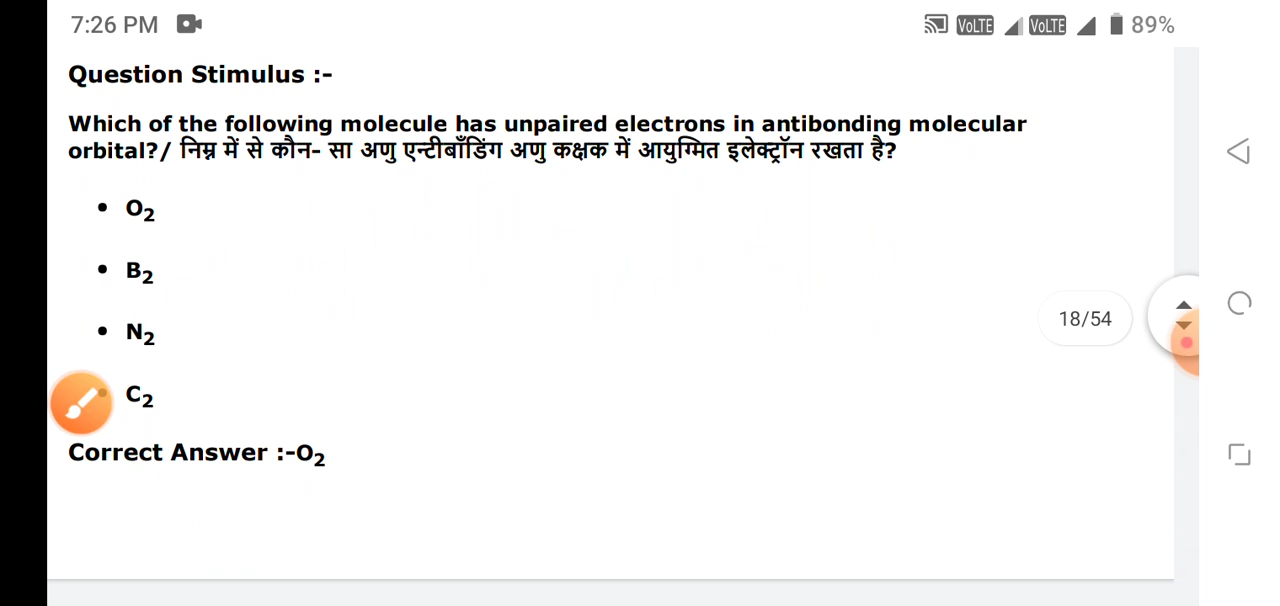 7:26 PM VoLTE VoLTE 89%
Question Stimulus :-
Which of the following molecule has unpaired electrons in antibonding molecular
orbital?/ निम्न में से कौन- सा अणु एन्टीबॉंडिंग अणु कक्षक में आयुग्मित इलेक्ट्रॉन रखता है?
• O₂
• B₂
• N₂
18/54
C₂
Correct Answer :-O₂